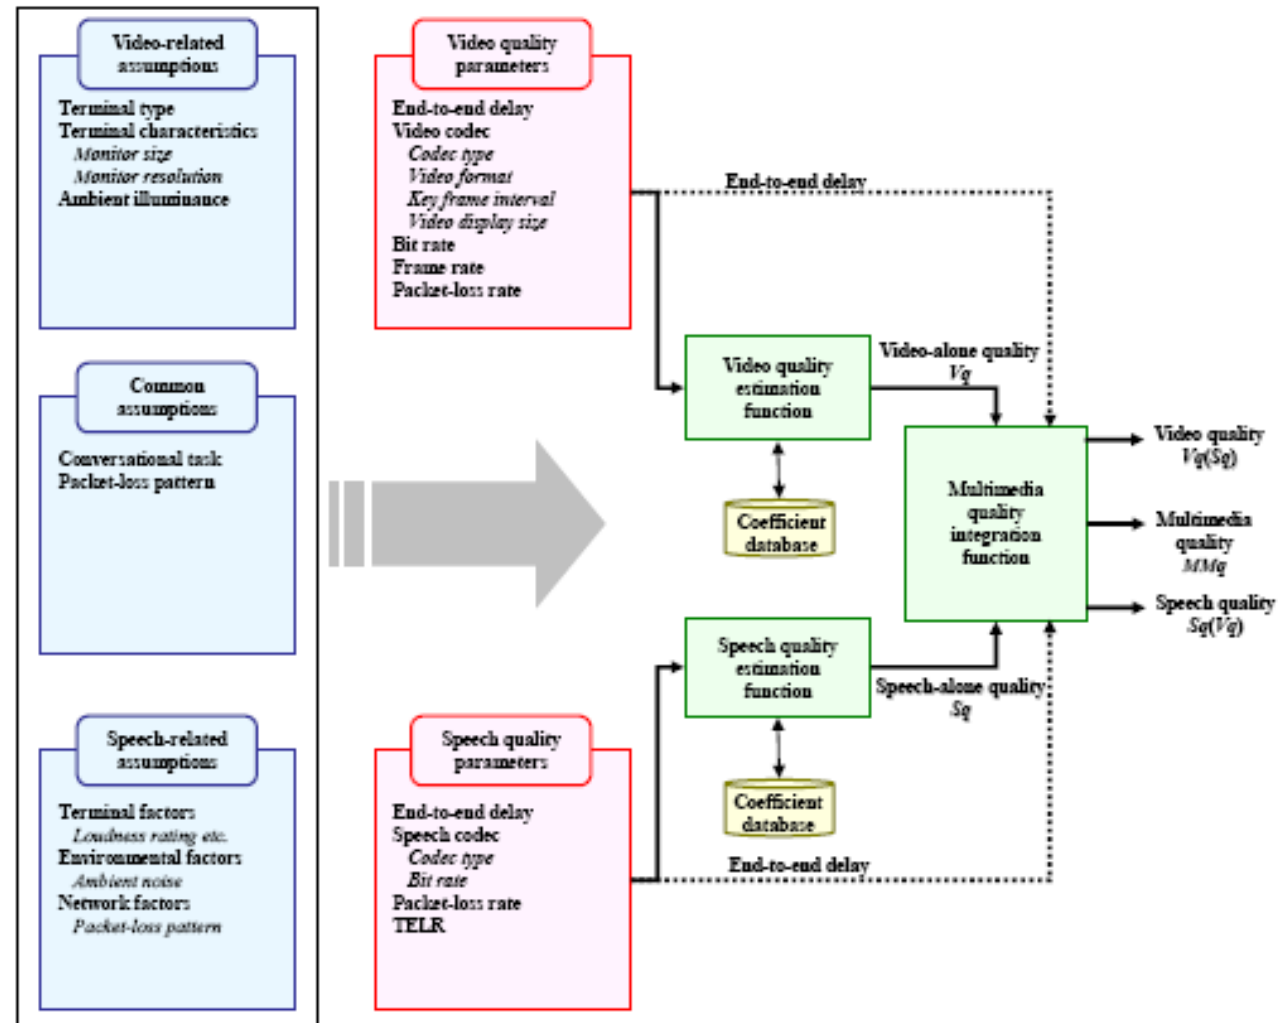 Video-related
assumptions
Terminal type
Terminal characteristics
Monitor size
Monitor resolution
Ambient illuminance
Common
assumptions
Conversational task
Packet-loss pattern
Speech-related
assumptions
Terminal factors
Loudness rating etc.
Environmental factors
Ambient noise
Network factors
Packet-loss pattern
Video quality
parameters
End-to-end delay
Video codec
Codec type
Video format
Key frame interval
Video display size
Bit rate
Frame rate
Packet-loss rate
Speech quality
parameters
End-to-end delay
Speech codec
Codec type
Bit rate
Packet-loss rate
TELR
End-to-end delay
Video quality
estimation
function
Coefficient
database
Video-alone quality
Vq
Speech quality
estimation
function
Coefficient
database
Speech-alone quality
Sq
End-to-end delay
Multimedia
quality
integration
function
Video quality
Vq(Sq)
Multimedia
quality
MMq
Speech quality
Sq(Vq)